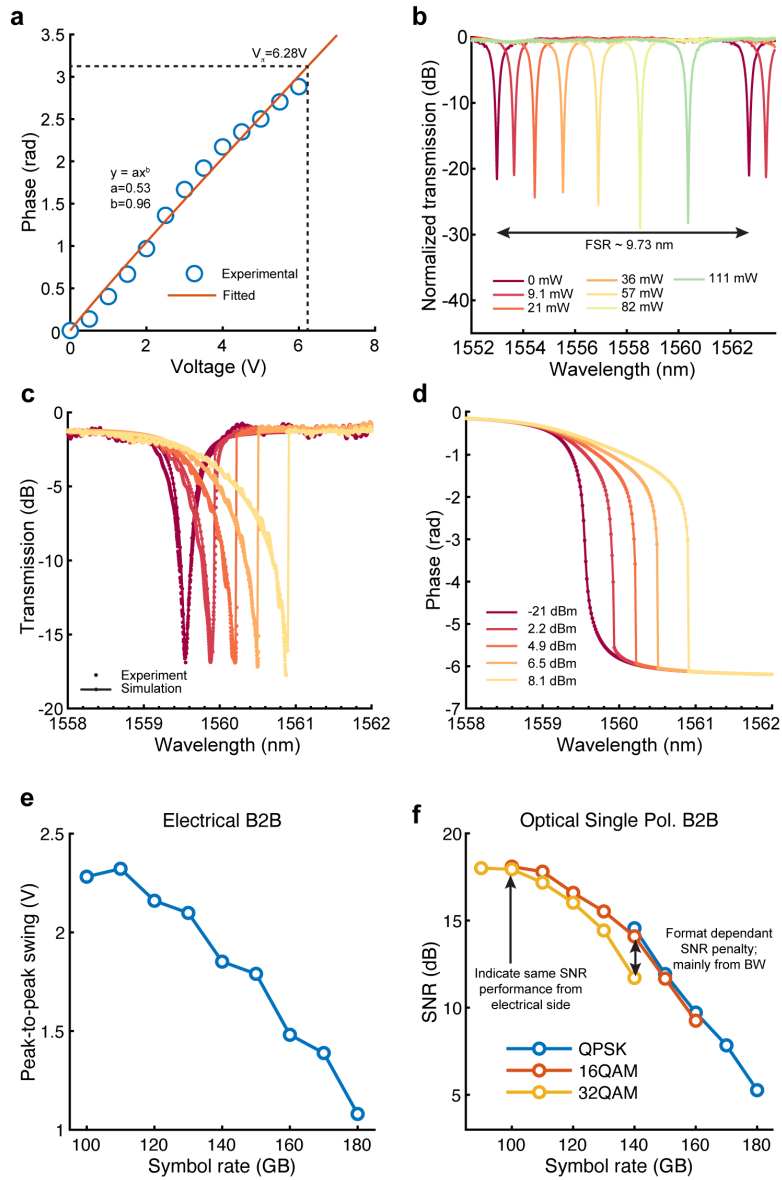 a
3.5
3
2.5
2
1.5
1
0.5
0
0
2
4
6
8
Phase (rad)
Voltage (V)
Vπ=6.28V
y = axᵇ
a=0.53
b=0.96
Experimental
Fitted
b
0
-10
-20
-30
-40
1552
1554
1556
1558
1560
1562
Normalized transmission (dB)
Wavelength (nm)
FSR ~ 9.73 nm
0 mW
9.1 mW
21 mW
36 mW
57 mW
82 mW
111 mW
c
0
-5
-10
-15
-20
1558
1559
1560
1561
1562
Transmission (dB)
Wavelength (nm)
Experiment
Simulation
d
0
-1
-2
-3
-4
-5
-6
-7
1558
1559
1560
1561
1562
Phase (rad)
Wavelength (nm)
-21 dBm
2.2 dBm
4.9 dBm
6.5 dBm
8.1 dBm
e
Electrical B2B
2.5
2
1.5
1
100
120
140
160
180
Peak-to-peak swing (V)
Symbol rate (GB)
f
Optical Single Pol. B2B
20
15
10
5
100
120
140
160
180
SNR (dB)
Symbol rate (GB)
Indicate same SNR
performance from
electrical side
Format dependant
SNR penalty;
mainly from BW
QPSK
16QAM
32QAM